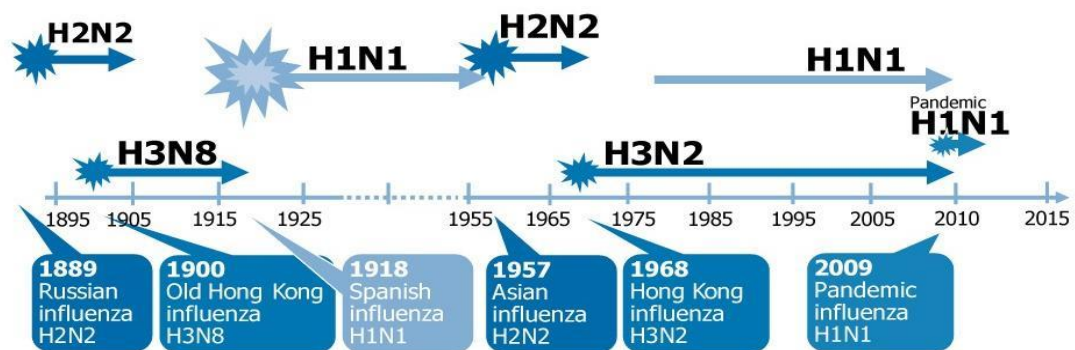 H2N2
H2N2
H1N1
H1N1
Pandemic
H1N1
H3N8
H3N2
1895 1905 1915 1925 1955 1965 1975 1985 1995 2005 2010 2015
1889
Russian
influenza
H2N2
1900
Old Hong Kong
influenza
H3N8
1918
Spanish
influenza
H1N1
1957
Asian
influenza
H2N2
1968
Hong Kong
influenza
H3N2
2009
Pandemic
influenza
H1N1